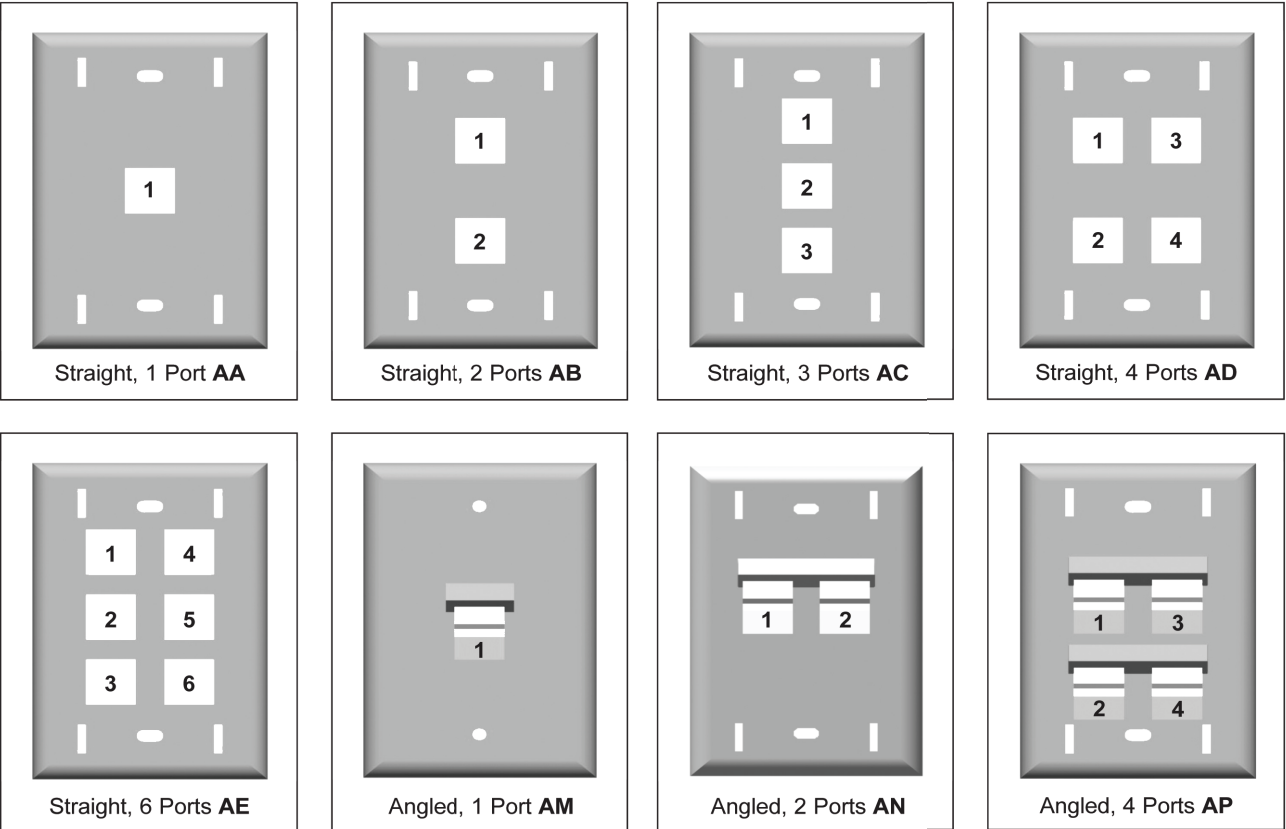 1
Straight, 1 Port AA
1
2
Straight, 2 Ports AB
1
2
3
Straight, 3 Ports AC
1 3
2 4
Straight, 4 Ports AD
1 4
2 5
3 6
Straight, 6 Ports AE
1
Angled, 1 Port AM
1 2
Angled, 2 Ports AN
1 3
2 4
Angled, 4 Ports AP